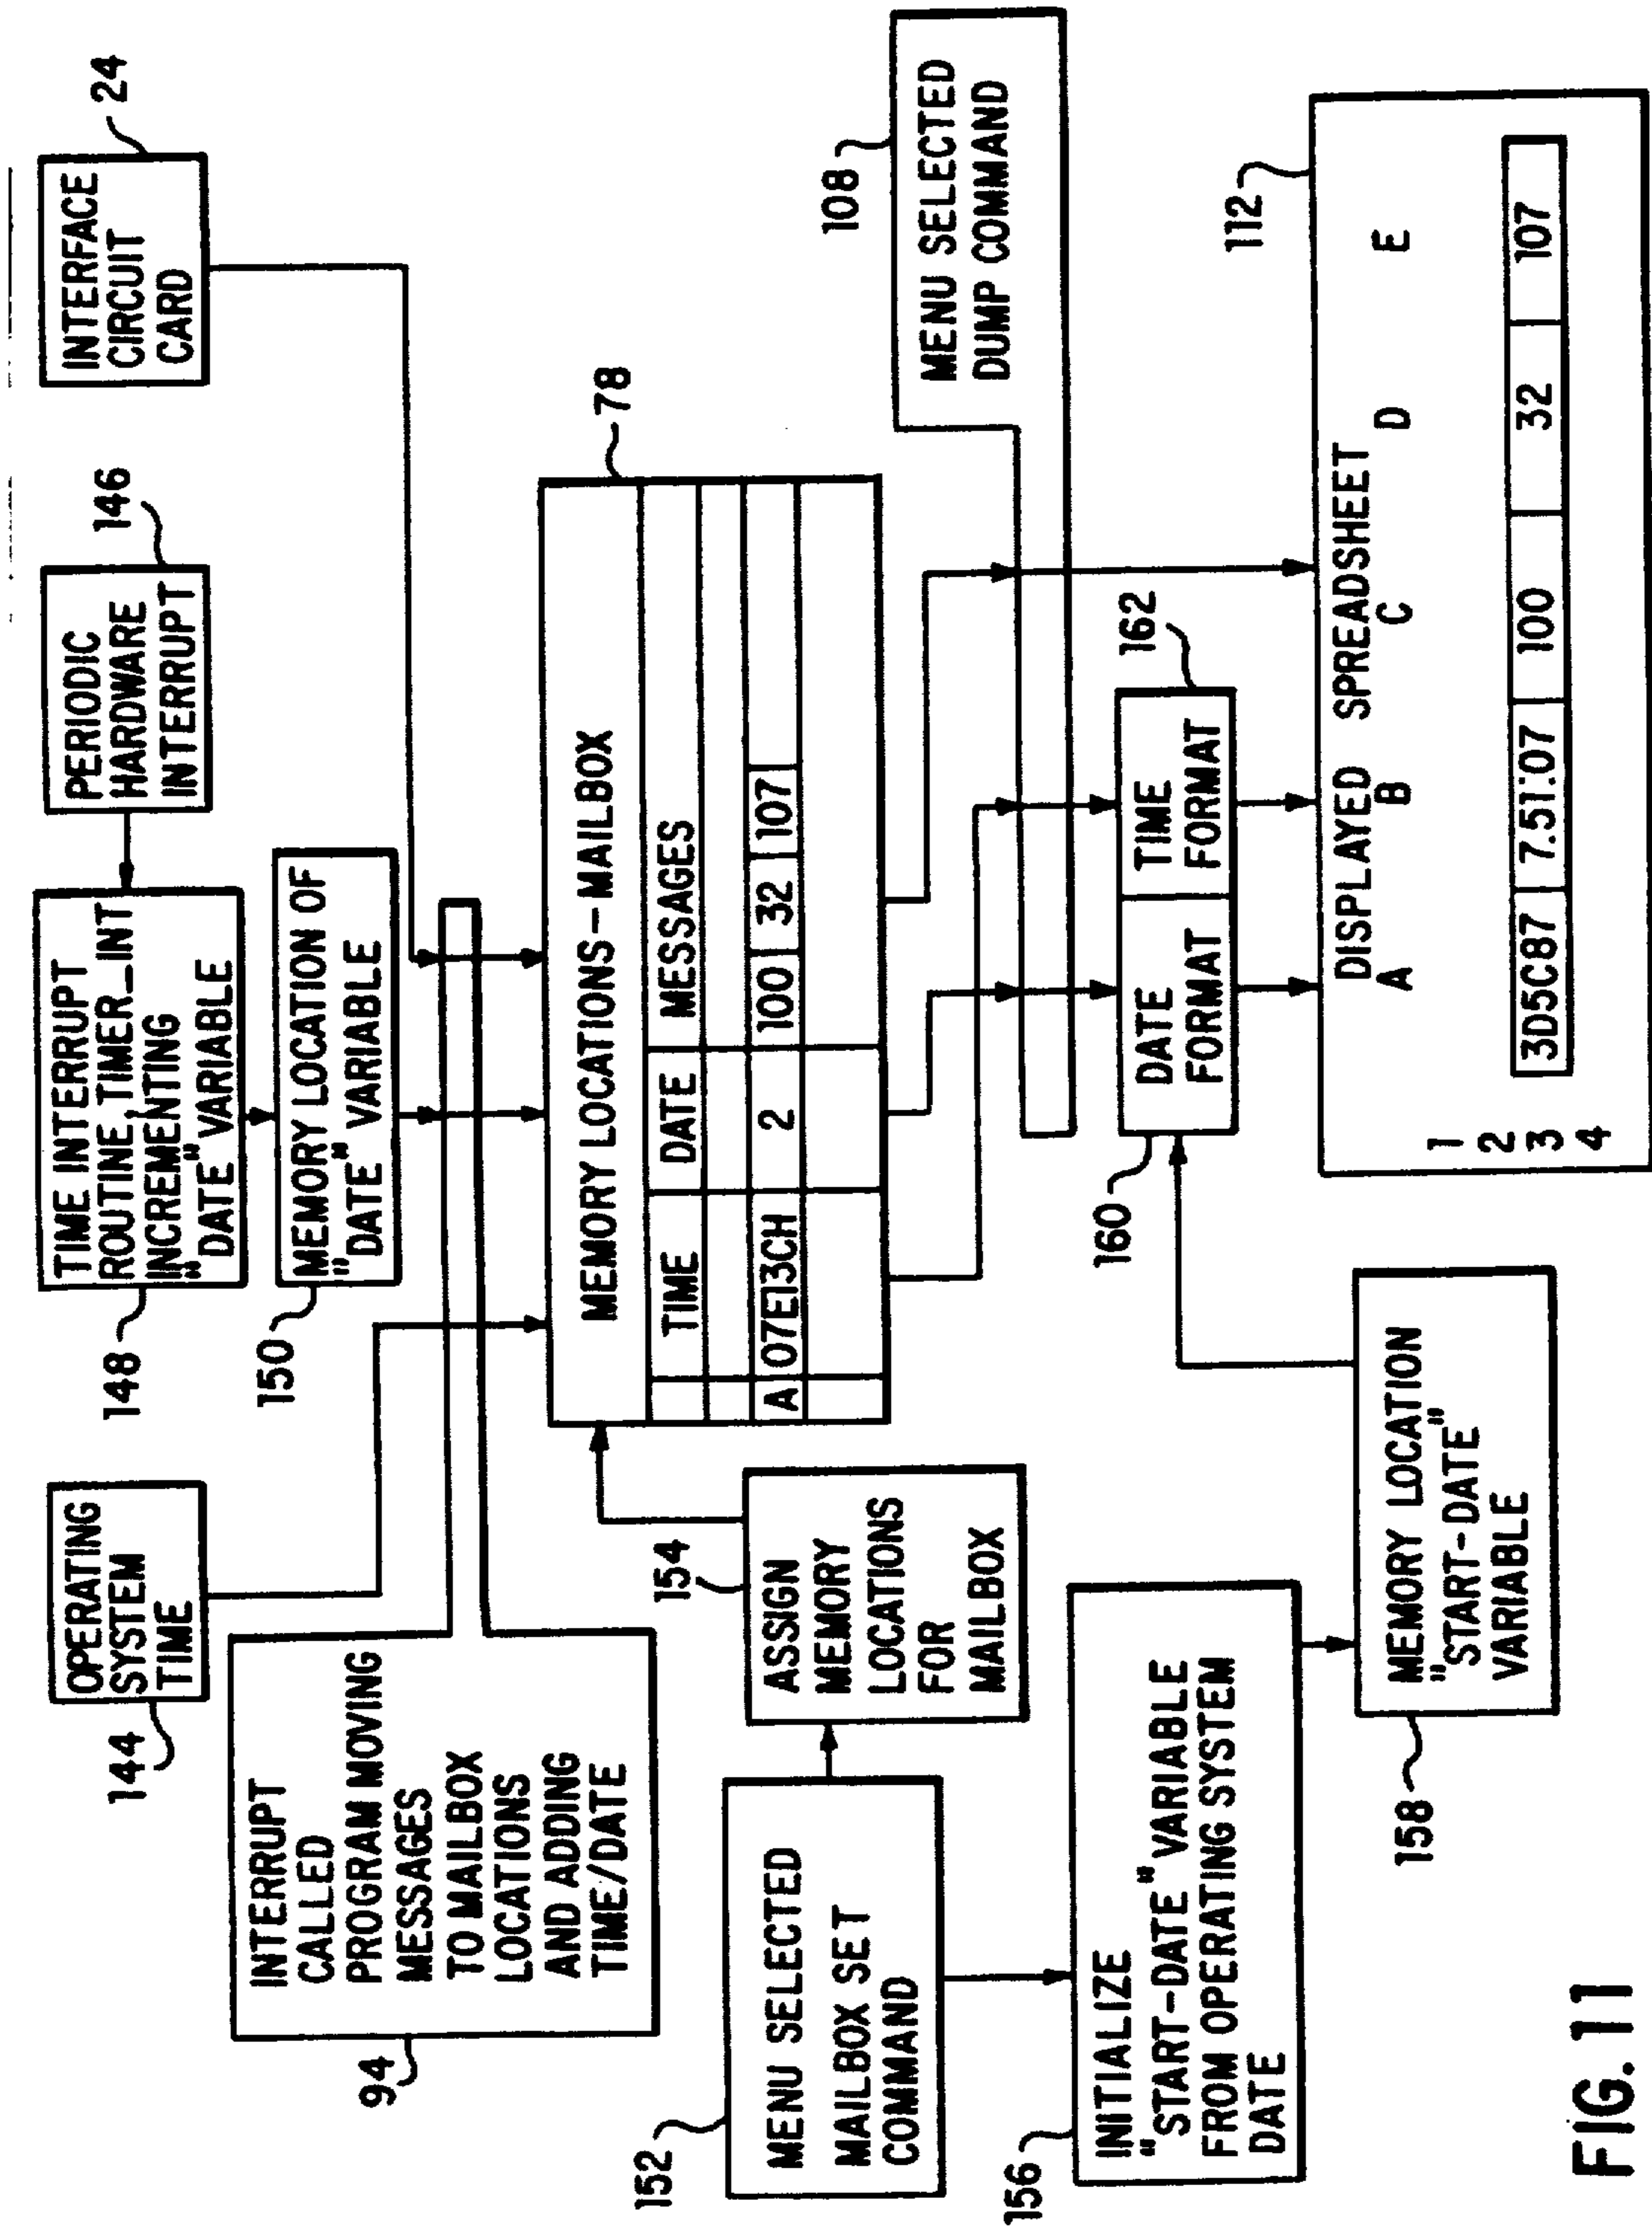 OPERATING
SYSTEM
TIME
144
TIME INTERRUPT
ROUTINE, TIMER_INT
INCREMENTING
"DATE" VARIABLE
148
PERIODIC
HARDWARE
INTERRUPT
146
INTERFACE
CIRCUIT
CARD
24
MEMORY LOCATION OF
"DATE" VARIABLE
150
INTERRUPT
CALLED
PROGRAM MOVING
MESSAGES
TO MAILBOX
LOCATIONS
AND ADDING
TIME/DATE
94
MEMORY LOCATIONS-MAILBOX
78
TIME DATE MESSAGES
A 07E13CH 2 100 32 107
152
MENU SELECTED
MAILBOX SET
COMMAND
154
ASSIGN
MEMORY
LOCATIONS
FOR
MAILBOX
108
MENU SELECTED
DUMP COMMAND
156
INITIALIZE
"START-DATE" VARIABLE
FROM OPERATING SYSTEM
DATE
MEMORY LOCATION
"START-DATE"
VARIABLE
158
160
DATE
FORMAT
TIME
FORMAT
162
112
DISPLAYED SPREADSHEET
A B C D E
1
2
3
4
3D5C87 7.51:07 100 32 107
FIG. 11